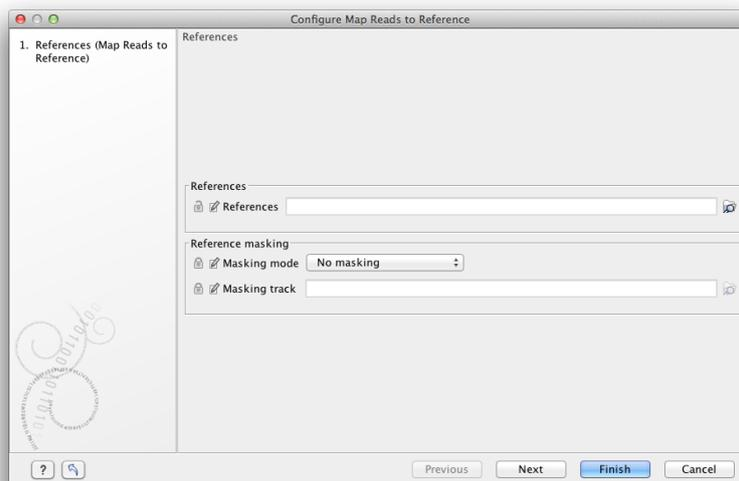 Configure Map Reads to Reference
1. References (Map Reads to
Reference)
References
References
References
Reference masking
Masking mode No masking
Masking track
? Previous Next Finish Cancel